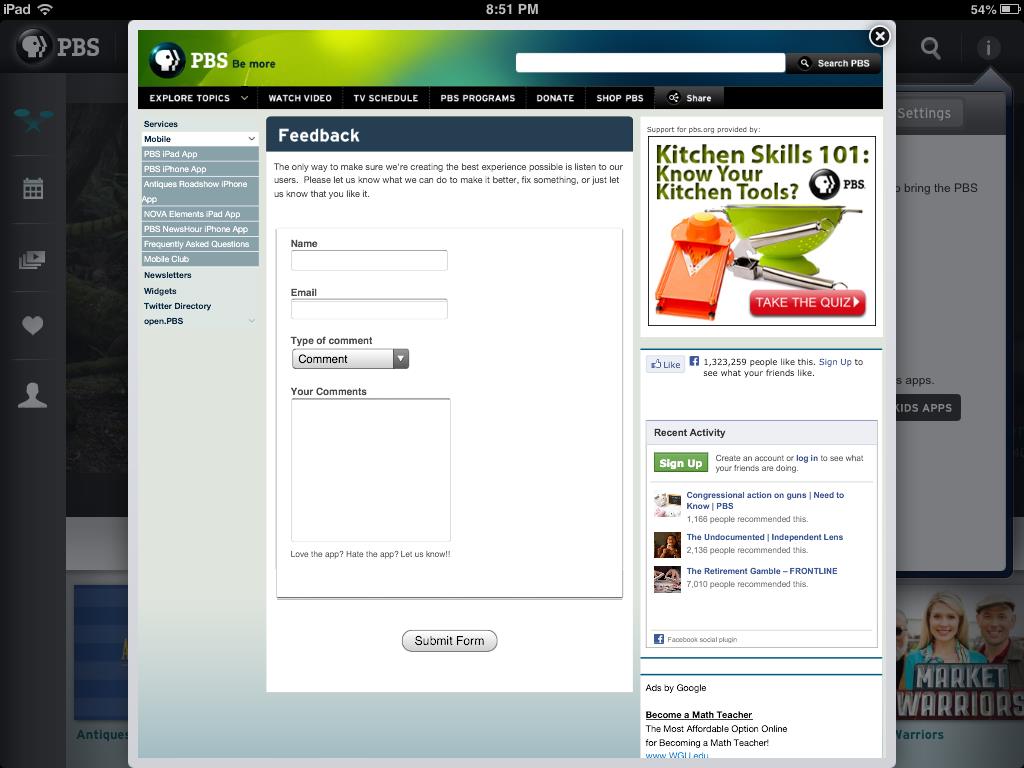 iPad
8:51 PM
54%
PBS
PBS Be more
Search PBS
EXPLORE TOPICS
WATCH VIDEO
TV SCHEDULE
PBS PROGRAMS
DONATE
SHOP PBS
Share
Services
Mobile
PBS iPad App
PBS iPhone App
Antiques Roadshow iPhone
App
NOVA Elements iPad App
PBS NewsHour iPhone App
Frequently Asked Questions
Mobile Club
Newsletters
Widgets
Twitter Directory
open.PBS
Feedback
The only way to make sure we're creating the best experience possible is listen to our
users. Please let us know what we can do to make it better, fix something, or just let
us know that you like it.
Name
Email
Type of comment
Comment
Your Comments
Love the app? Hate the app? Let us know!!
Submit Form
Support for pbs.org provided by:
Kitchen Skills 101:
Know Your
Kitchen Tools?
PBS
TAKE THE QUIZ
Like
1,323,259 people like this. Sign Up to
see what your friends like.
Recent Activity
Sign Up
Create an account or log in to see what
your friends are doing.
Congressional action on guns | Need to
Know | PBS
1,166 people recommended this.
The Undocumented | Independent Lens
2,136 people recommended this.
The Retirement Gamble – FRONTLINE
7,010 people recommended this.
Facebook social plugin
Ads by Google
Become a Math Teacher
The Most Affordable Option Online
for Becoming a Math Teacher!
www.WGU.edu
Settings
bring the PBS
apps.
KIDS APPS
MARKET
WARRIORS
Antiques
Warriors